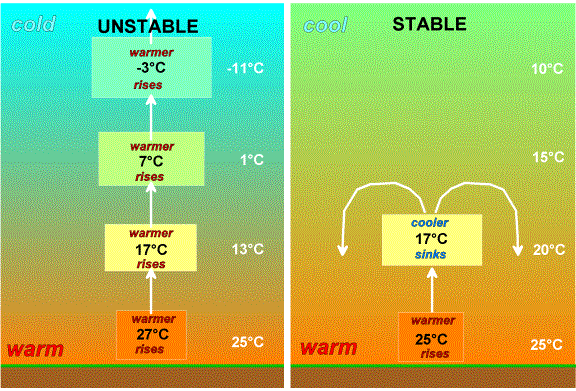 cold
UNSTABLE
warmer
-3°C
rises
-11°C
warmer
7°C
rises
1°C
warmer
17°C
rises
13°C
warmer
27°C
rises
25°C
warm
cool
STABLE
10°C
15°C
cooler
17°C
sinks
20°C
warmer
25°C
rises
25°C
warm